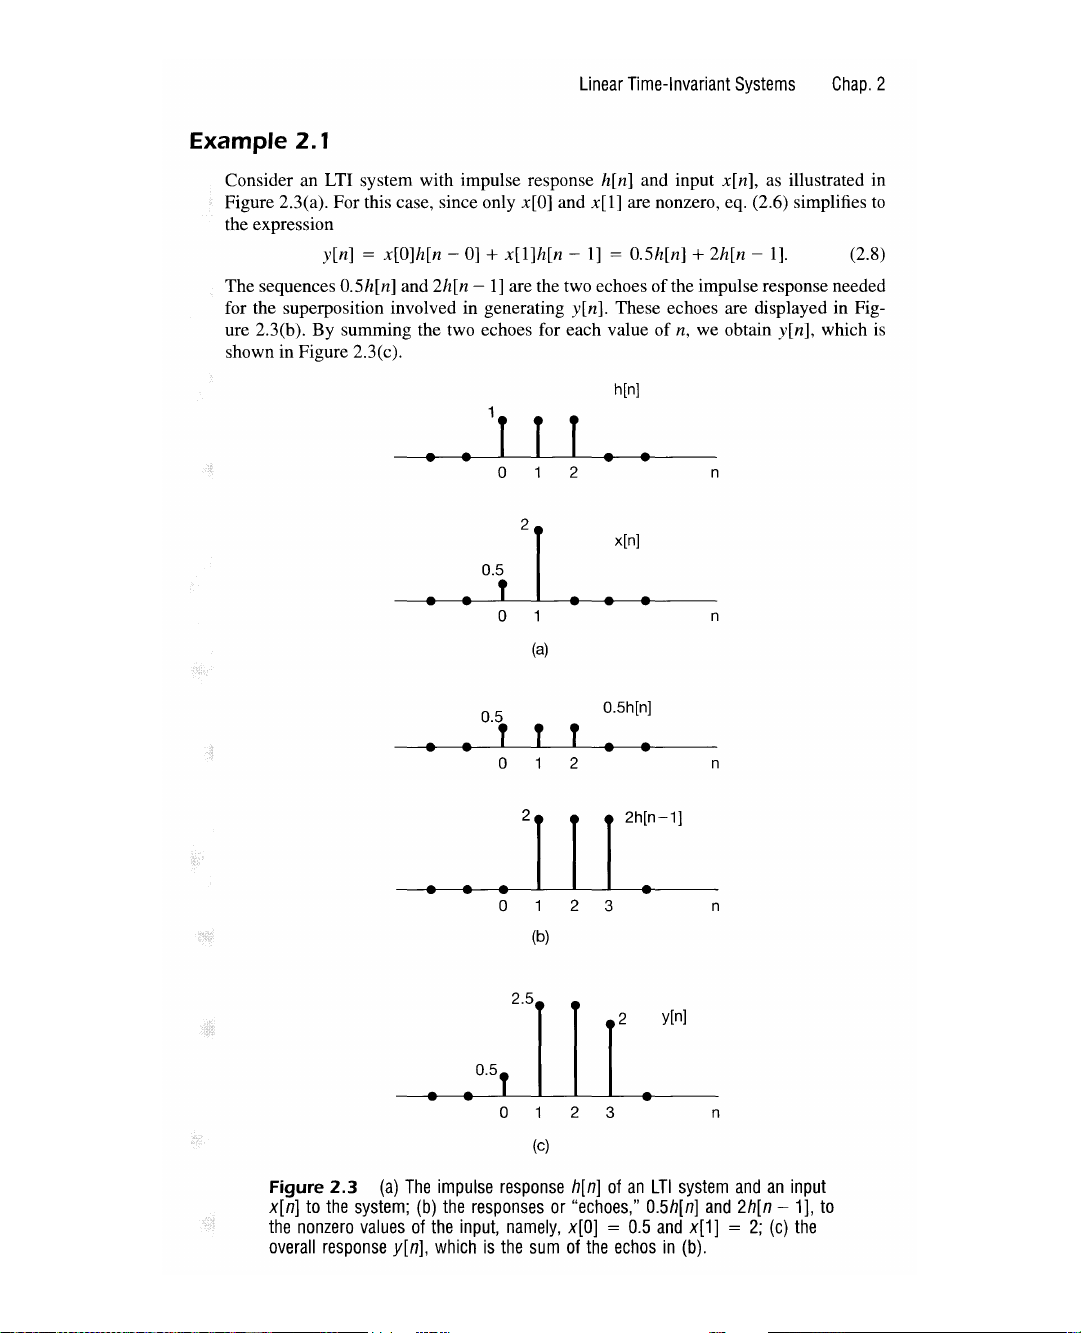 Linear Time-Invariant Systems Chap. 2
Example 2.1
Consider an LTI system with impulse response h[n] and input x[n], as illustrated in
Figure 2.3(a). For this case, since only x[0] and x[1] are nonzero, eq. (2.6) simplifies to
the expression
y[n] = x[0]h[n − 0] + x[1]h[n − 1] = 0.5h[n] + 2h[n − 1]. (2.8)
The sequences 0.5h[n] and 2h[n − 1] are the two echoes of the impulse response needed
for the superposition involved in generating y[n]. These echoes are displayed in Fig-
ure 2.3(b). By summing the two echoes for each value of n, we obtain y[n], which is
shown in Figure 2.3(c).
h[n]
1
0 1 2 n
2
x[n]
0.5
0 1 n
(a)
0.5h[n]
0.5
0 1 2 n
2 2h[n−1]
0 1 2 3 n
(b)
2.5
2 y[n]
0.5
0 1 2 3 n
(c)
Figure 2.3 (a) The impulse response h[n] of an LTI system and an input
x[n] to the system; (b) the responses or “echoes,” 0.5h[n] and 2h[n − 1], to
the nonzero values of the input, namely, x[0] = 0.5 and x[1] = 2; (c) the
overall response y[n], which is the sum of the echos in (b).